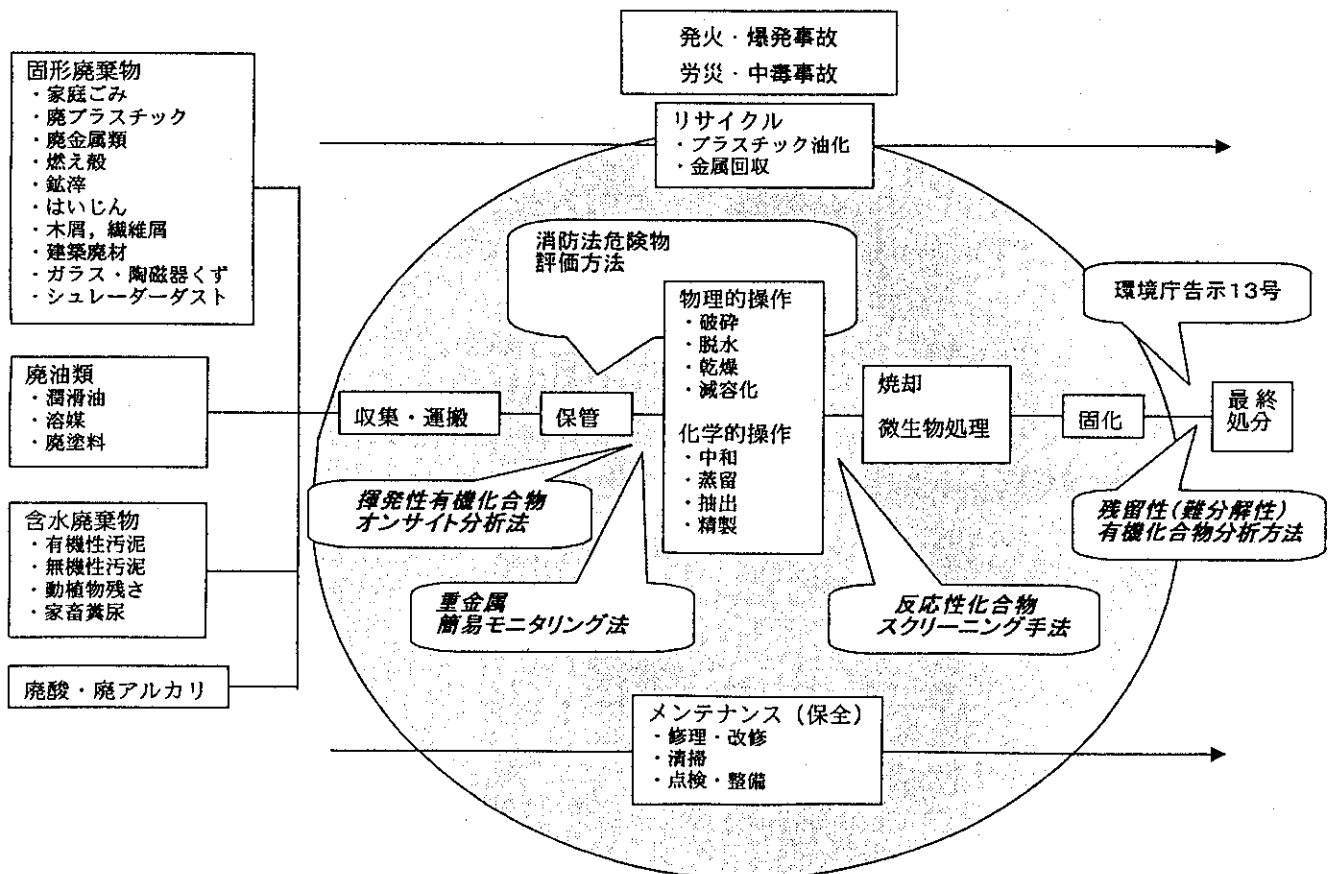 発火・爆発事故
労災・中毒事故
固形廃棄物
・家庭ごみ
・廃プラスチック
・廃金属類
・燃え殻
・鉱滓
・はいじん
・木屑，繊維屑
・建築廃材
・ガラス・陶磁器くず
・シュレーダーダスト
リサイクル
・プラスチック油化
・金属回収
消防法危険物
評価方法
物理的操作
・破砕
・脱水
・乾燥
・減容化
化学的操作
・中和
・蒸留
・抽出
・精製
環境庁告示13号
廃油類
・潤滑油
・溶媒
・廃塗料
収集・運搬
保管
焼却
微生物処理
固化
最終
処分
揮発性有機化合物
オンサイト分析法
残留性（難分解性）
有機化合物分析方法
含水廃棄物
・有機性汚泥
・無機性汚泥
・動植物残さ
・家畜糞尿
重金属
簡易モニタリング法
反応性化合物
スクリーニング手法
廃酸・廃アルカリ
メンテナンス（保全）
・修理・改修
・清掃
・点検・整備